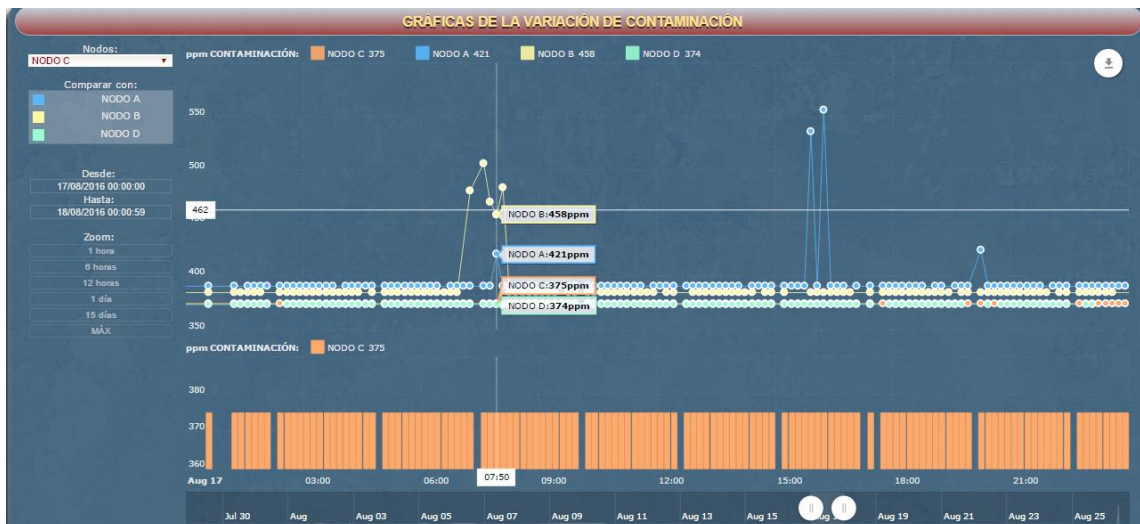 GRÁFICAS DE LA VARIACIÓN DE CONTAMINACIÓN
Nodos:
NODO C
Comparar con:
NODO A
NODO B
NODO D
Desde:
17/08/2016 00:00:00
Hasta:
18/08/2016 00:00:59
Zoom:
1 hora
6 horas
12 horas
1 día
15 días
MÁX
ppm CONTAMINACIÓN: NODO C 375 NODO A 421 NODO B 458 NODO D 374
550
500
462
450
400
350
NODO B:458ppm
NODO A:421ppm
NODO C:375ppm
NODO D:374ppm
ppm CONTAMINACIÓN: NODO C 375
380
370
360
Aug 17 03:00 06:00 07:50 09:00 12:00 15:00 18:00 21:00
Jul 30 Aug Aug 03 Aug 05 Aug 07 Aug 09 Aug 11 Aug 13 Aug 15 Aug 19 Aug 21 Aug 23 Aug 25